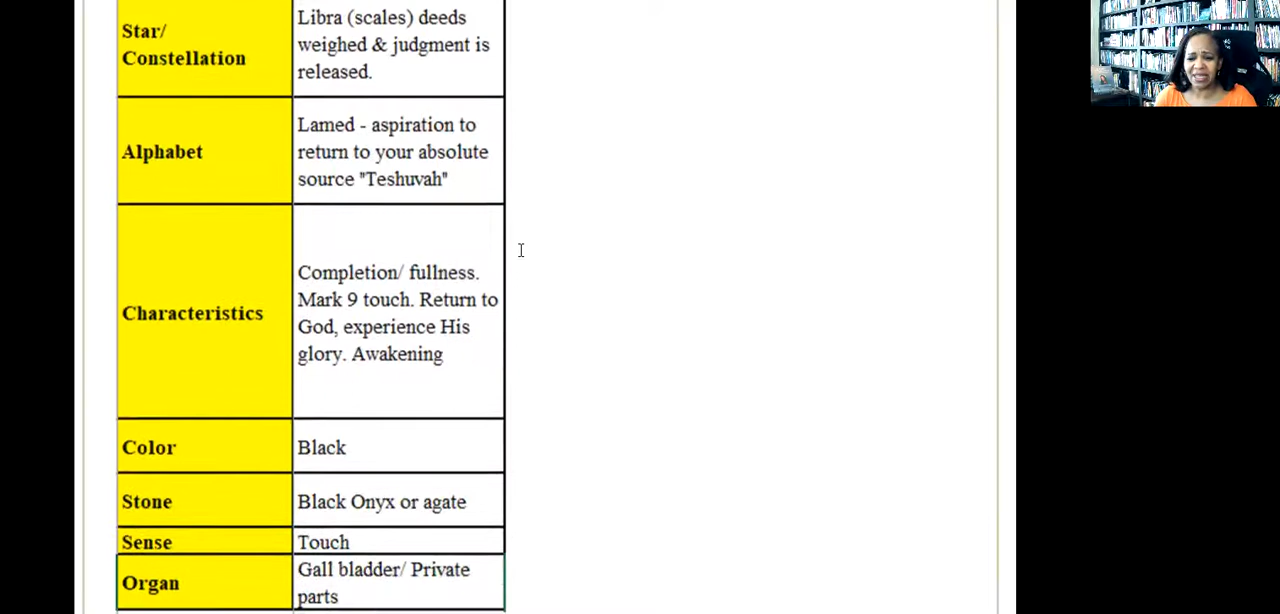 Star/
Constellation
Libra (scales) deeds
weighed & judgment is
released.
Alphabet
Lamed - aspiration to
return to your absolute
source "Teshuvah"
Characteristics
Completion/ fullness.
Mark 9 touch. Return to
God, experience His
glory. Awakening
Color
Black
Stone
Black Onyx or agate
Sense
Touch
Organ
Gall bladder/ Private
parts